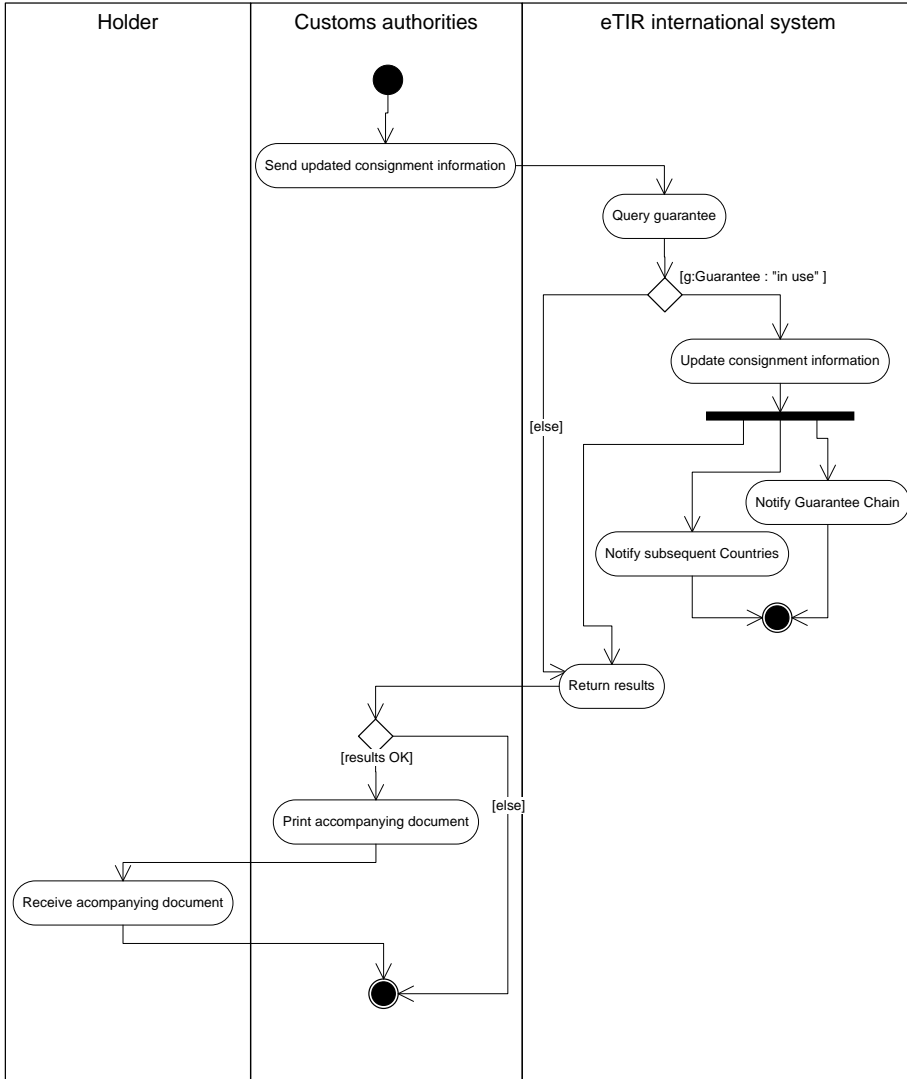 Holder
Customs authorities
eTIR international system
Send updated consignment information
Query guarantee
[g:Guarantee : "in use" ]
Update consignment information
[else]
Notify Guarantee Chain
Notify subsequent Countries
Return results
[results OK]
[else]
Print accompanying document
Receive acompanying document